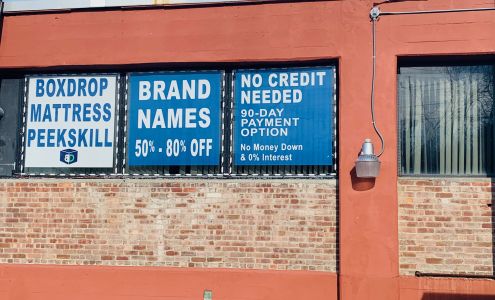 BOXDROP
MATTRESS
PEEKSKILL
BRAND
NAMES
50% - 80% OFF
NO CREDIT
NEEDED
90-DAY
PAYMENT
OPTION
No Money Down
& 0% Interest